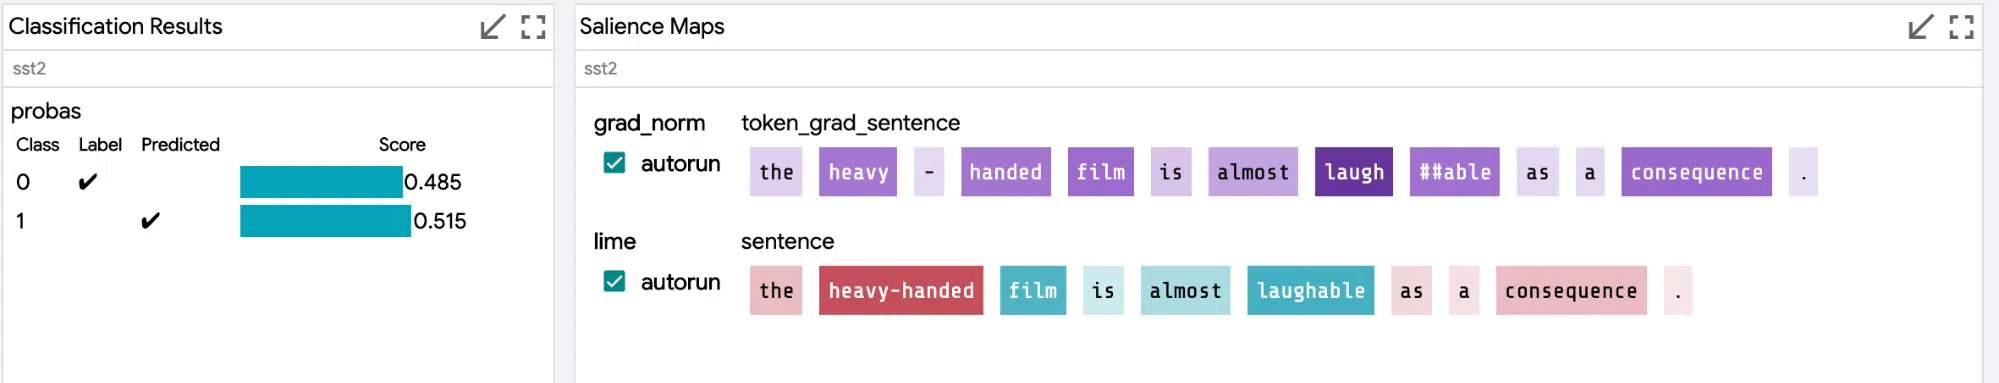 Classification Results
sst2
probas
Class Label Predicted Score
0 ✔ 0.485
1 ✔ 0.515
Salience Maps
sst2
grad_norm token_grad_sentence
autorun the heavy - handed film is almost laugh ##able as a consequence .
lime sentence
autorun the heavy-handed film is almost laughable as a consequence .